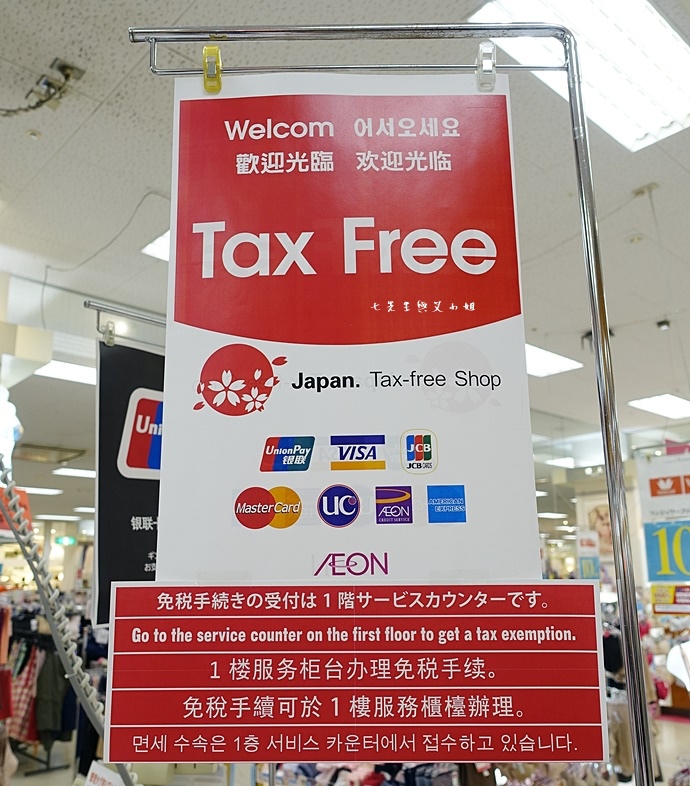 Welcom 어서오세요
歡迎光臨 欢迎光临
Tax Free
七先生與艾小姐
Japan. Tax-free Shop
UnionPay 银联
VISA
JCB
JCB CARDS
MasterCard
UC
ÆON
CREDIT SERVICE
AMERICAN EXPRESS
ÆON
免税手続きの受付は1階サービスカウンターです。
Go to the service counter on the first floor to get a tax exemption.
1楼服务柜台办理免税手续。
免税手續可於1樓服務櫃檯辦理。
면세 수속은 1층 서비스 카운터에서 접수하고 있습니다.
Uni
银联
10